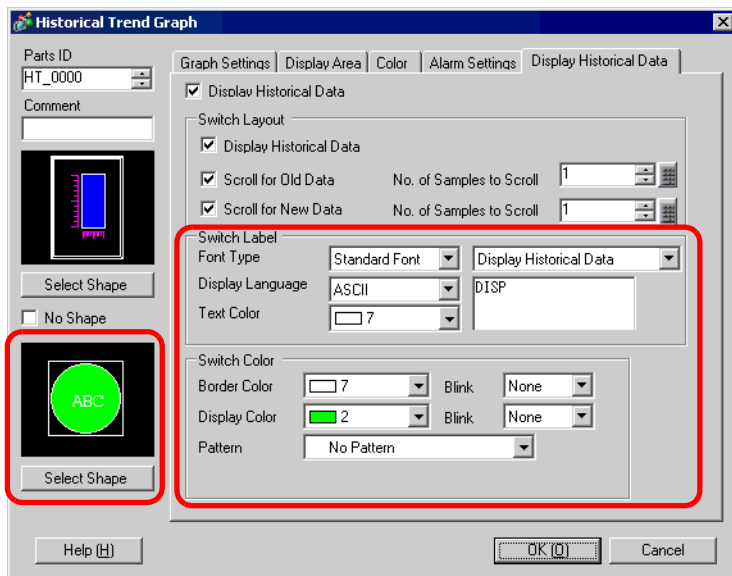 Historical Trend Graph
Parts ID
HT_0000
Comment
Select Shape
No Shape
ABC
Select Shape
Graph Settings Display Area Color Alarm Settings Display Historical Data
Display Historical Data
Switch Layout
Display Historical Data
Scroll for Old Data No. of Samples to Scroll 1
Scroll for New Data No. of Samples to Scroll 1
Switch Label
Font Type Standard Font Display Historical Data
Display Language ASCII DISP
Text Color 7
Switch Color
Border Color 7 Blink None
Display Color 2 Blink None
Pattern No Pattern
Help (H) OK (O) Cancel